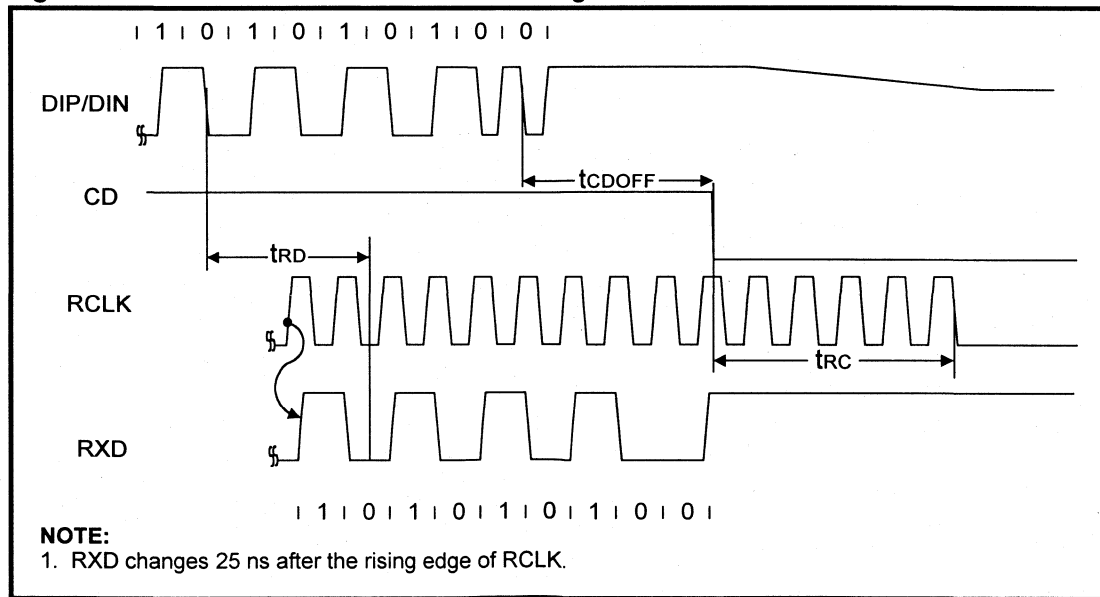 | 1 | 0 | 1 | 0 | 1 | 0 | 1 | 0 | 0 |
DIP/DIN
tCDOFF
CD
tRD
RCLK
tRC
RXD
| 1 | 0 | 1 | 0 | 1 | 0 | 1 | 0 | 0 |
NOTE:
1. RXD changes 25 ns after the rising edge of RCLK.